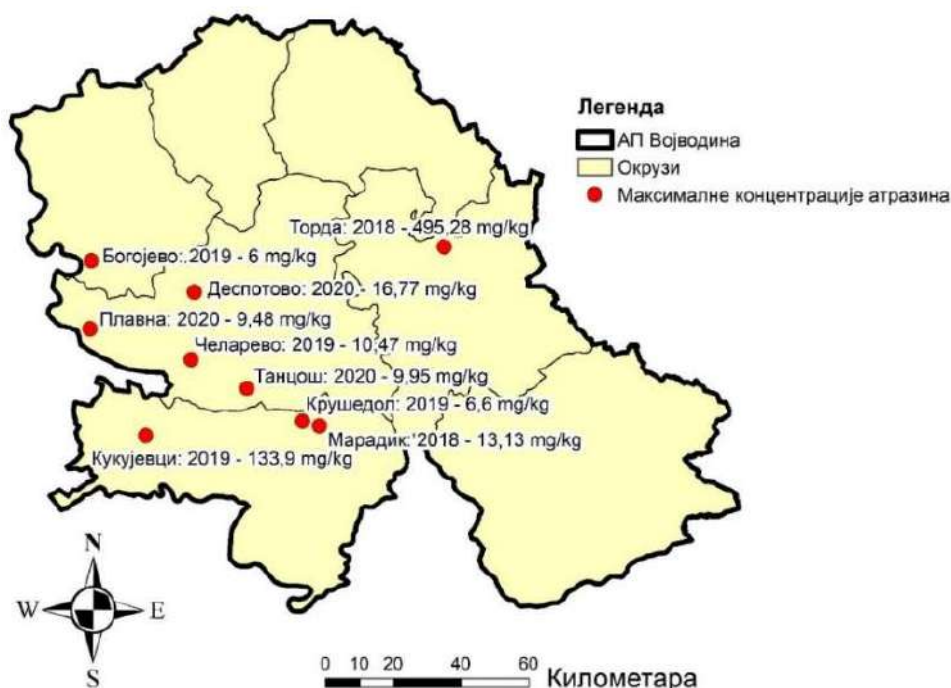 Легенда
АП Војводина
Окрузи
Максималне концентрације атразина
Торда: 2018 - 495,28 mg/kg
Богојево: 2019 - 6 mg/kg
Деспотово: 2020 - 16,77 mg/kg
Плавна: 2020 - 9,48 mg/kg
Челарево: 2019 - 10,47 mg/kg
Танцош: 2020 - 9,95 mg/kg
Крушедол: 2019 - 6,6 mg/kg
Марадик: 2018 - 13,13 mg/kg
Кукујевци: 2019 - 133,9 mg/kg
N
W E
S
0 10 20 40 60
Километара